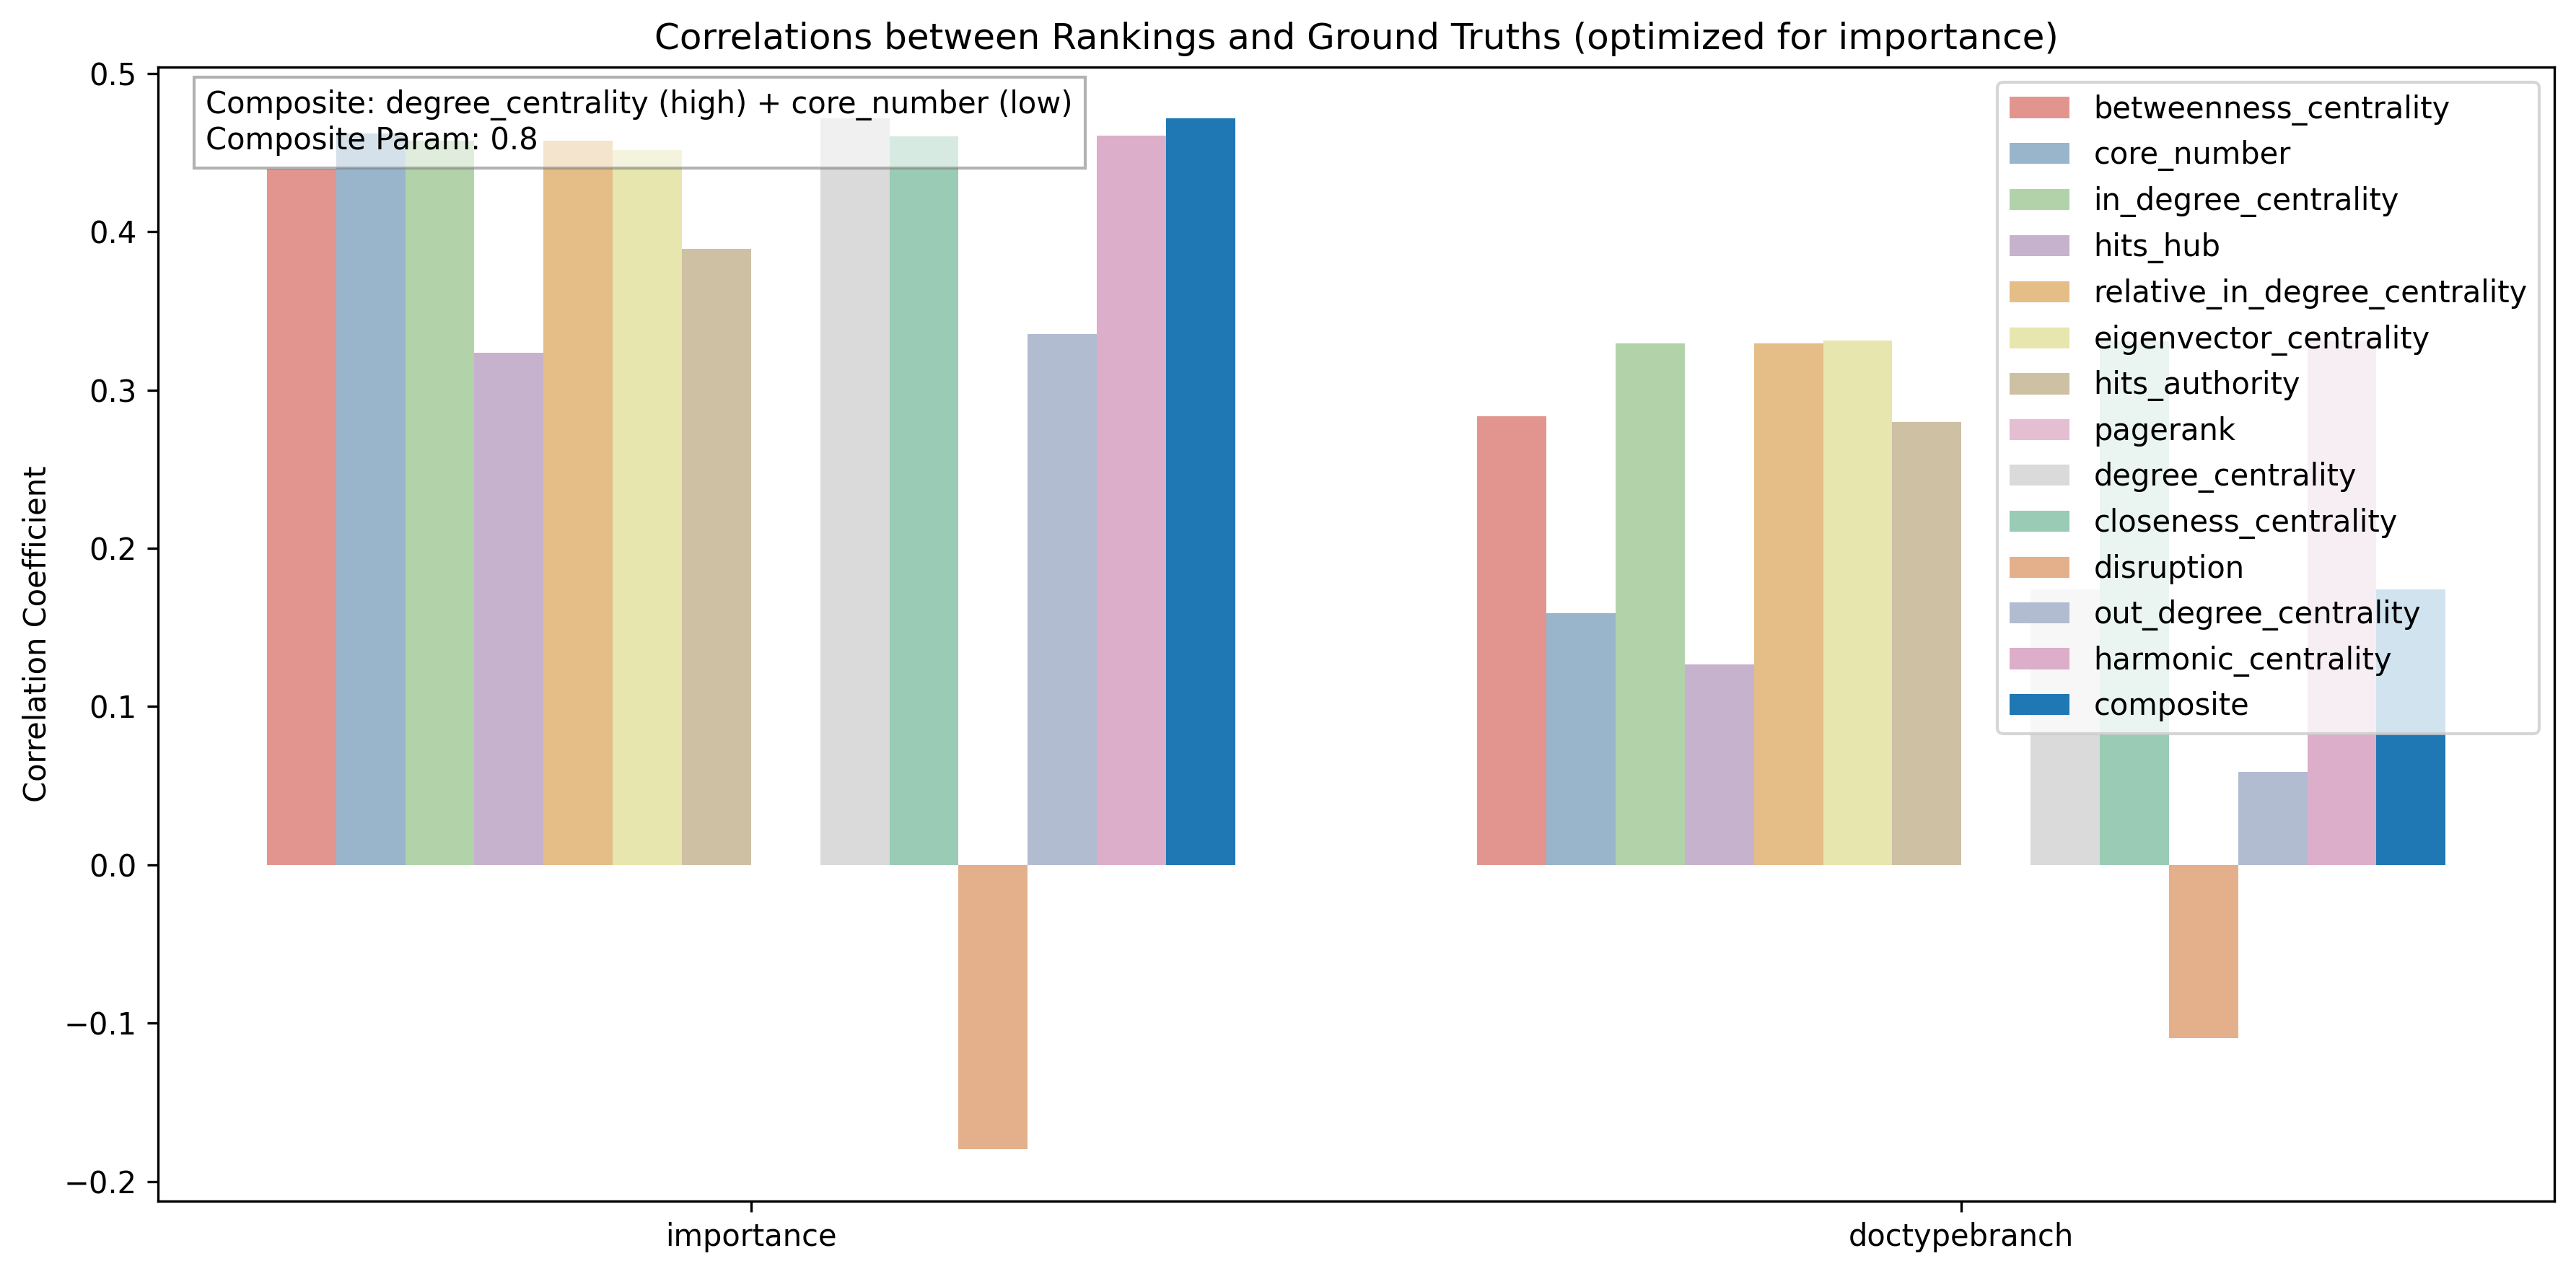 Correlations between Rankings and Ground Truths (optimized for importance)
Composite: degree_centrality (high) + core_number (low)
Composite Param: 0.8
betweenness_centrality
core_number
in_degree_centrality
hits_hub
relative_in_degree_centrality
eigenvector_centrality
hits_authority
pagerank
degree_centrality
closeness_centrality
disruption
out_degree_centrality
harmonic_centrality
composite
Correlation Coefficient
0.5
0.4
0.3
0.2
0.1
0.0
−0.1
−0.2
importance
doctypebranch